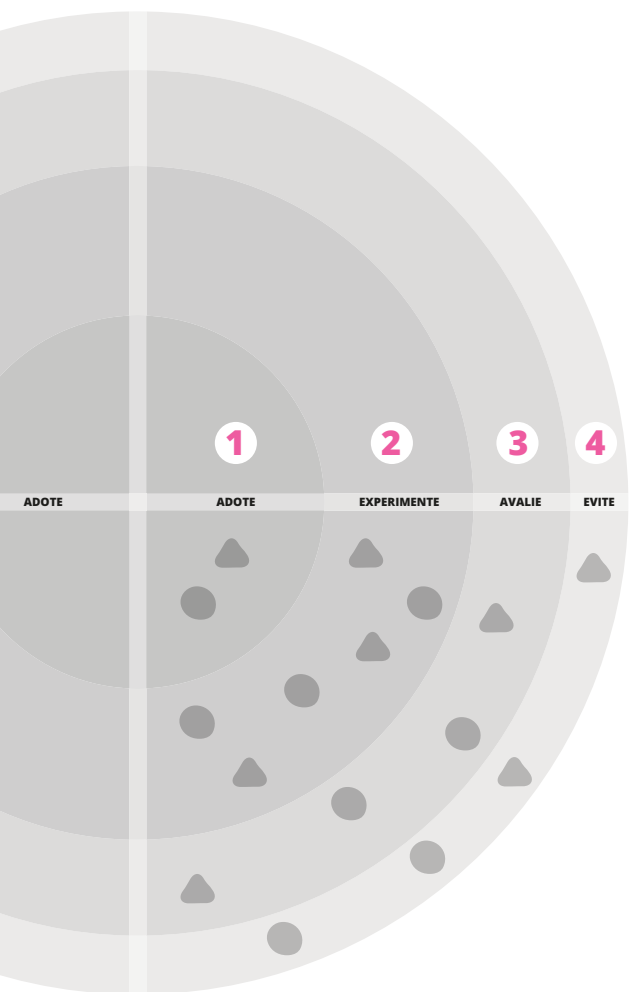 1
2
3
4
ADOTE
ADOTE
EXPERIMENTE
AVALIE
EVITE